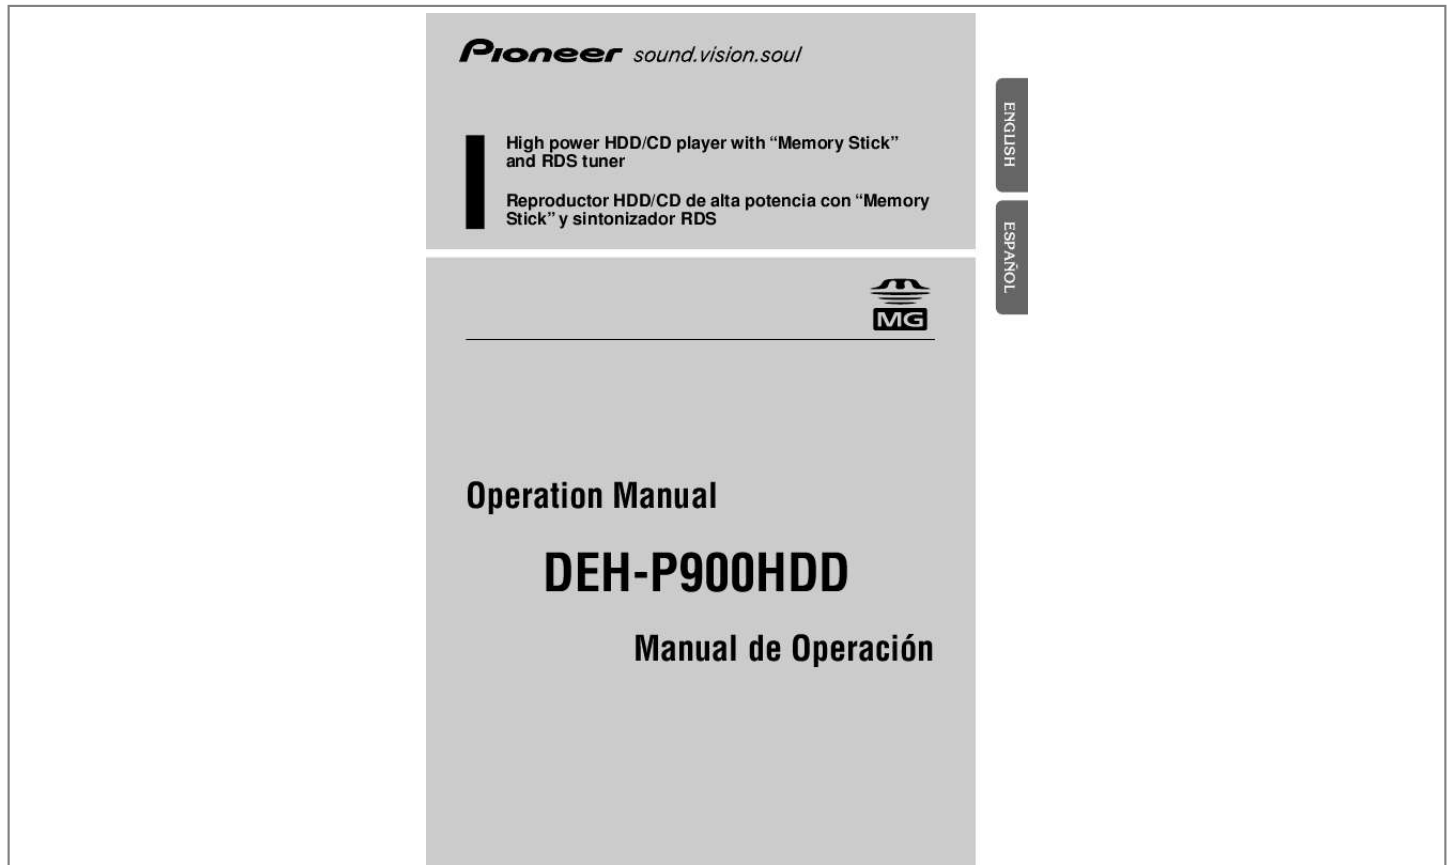 Pioneer sound.vision.soul
High power HDD/CD player with “Memory Stick”
and RDS tuner
Reproductor HDD/CD de alta potencia con “Memory
Stick” y sintonizador RDS
ENGLISH
ESPAÑOL
MG
Operation Manual
DEH-P900HDD
Manual de Operación